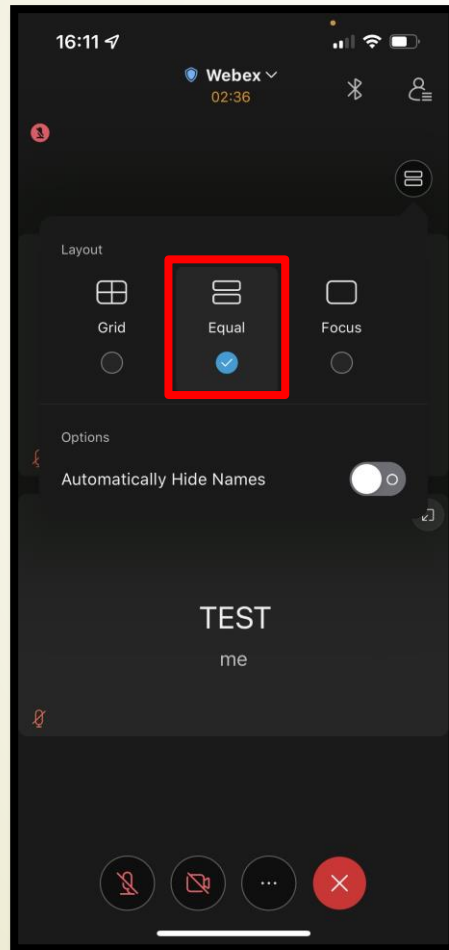 16:11
Webex
02:36
Layout
Grid Equal Focus
Options
Automatically Hide Names
TEST
me